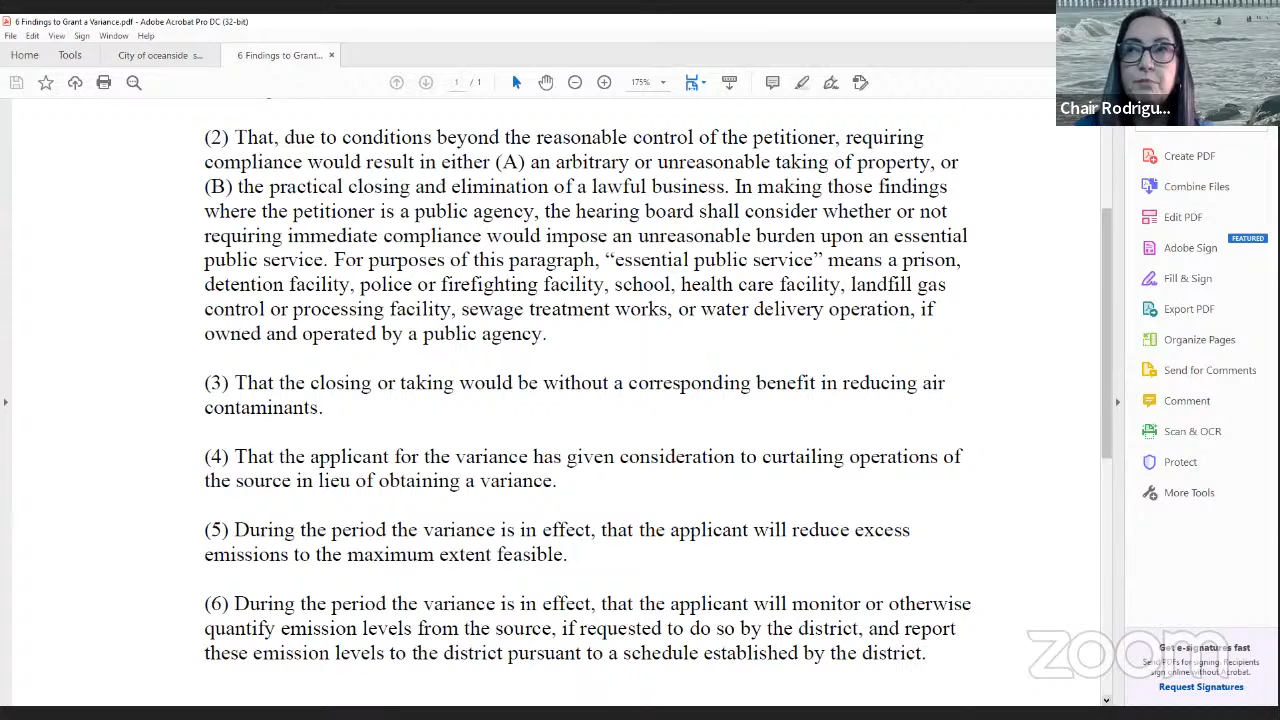 6 Findings to Grant a Variance.pdf - Adobe Acrobat Pro DC (32-bit)
File Edit View Sign Window Help
Home Tools City of oceanside s... 6 Findings to Grant... ×
1 / 1 175%
Chair Rodrigu...
(2) That, due to conditions beyond the reasonable control of the petitioner, requiring
compliance would result in either (A) an arbitrary or unreasonable taking of property, or
(B) the practical closing and elimination of a lawful business. In making those findings
where the petitioner is a public agency, the hearing board shall consider whether or not
requiring immediate compliance would impose an unreasonable burden upon an essential
public service. For purposes of this paragraph, “essential public service” means a prison,
detention facility, police or firefighting facility, school, health care facility, landfill gas
control or processing facility, sewage treatment works, or water delivery operation, if
owned and operated by a public agency.
(3) That the closing or taking would be without a corresponding benefit in reducing air
contaminants.
(4) That the applicant for the variance has given consideration to curtailing operations of
the source in lieu of obtaining a variance.
(5) During the period the variance is in effect, that the applicant will reduce excess
emissions to the maximum extent feasible.
(6) During the period the variance is in effect, that the applicant will monitor or otherwise
quantify emission levels from the source, if requested to do so by the district, and report
these emission levels to the district pursuant to a schedule established by the district.
Create PDF
Combine Files
Edit PDF
FEATURED
Adobe Sign
Fill & Sign
Export PDF
Organize Pages
Send for Comments
Comment
Scan & OCR
Protect
More Tools
Get e-signatures fast
Send PDFs for signing. Recipients
sign online without Acrobat.
Request Signatures
zoom